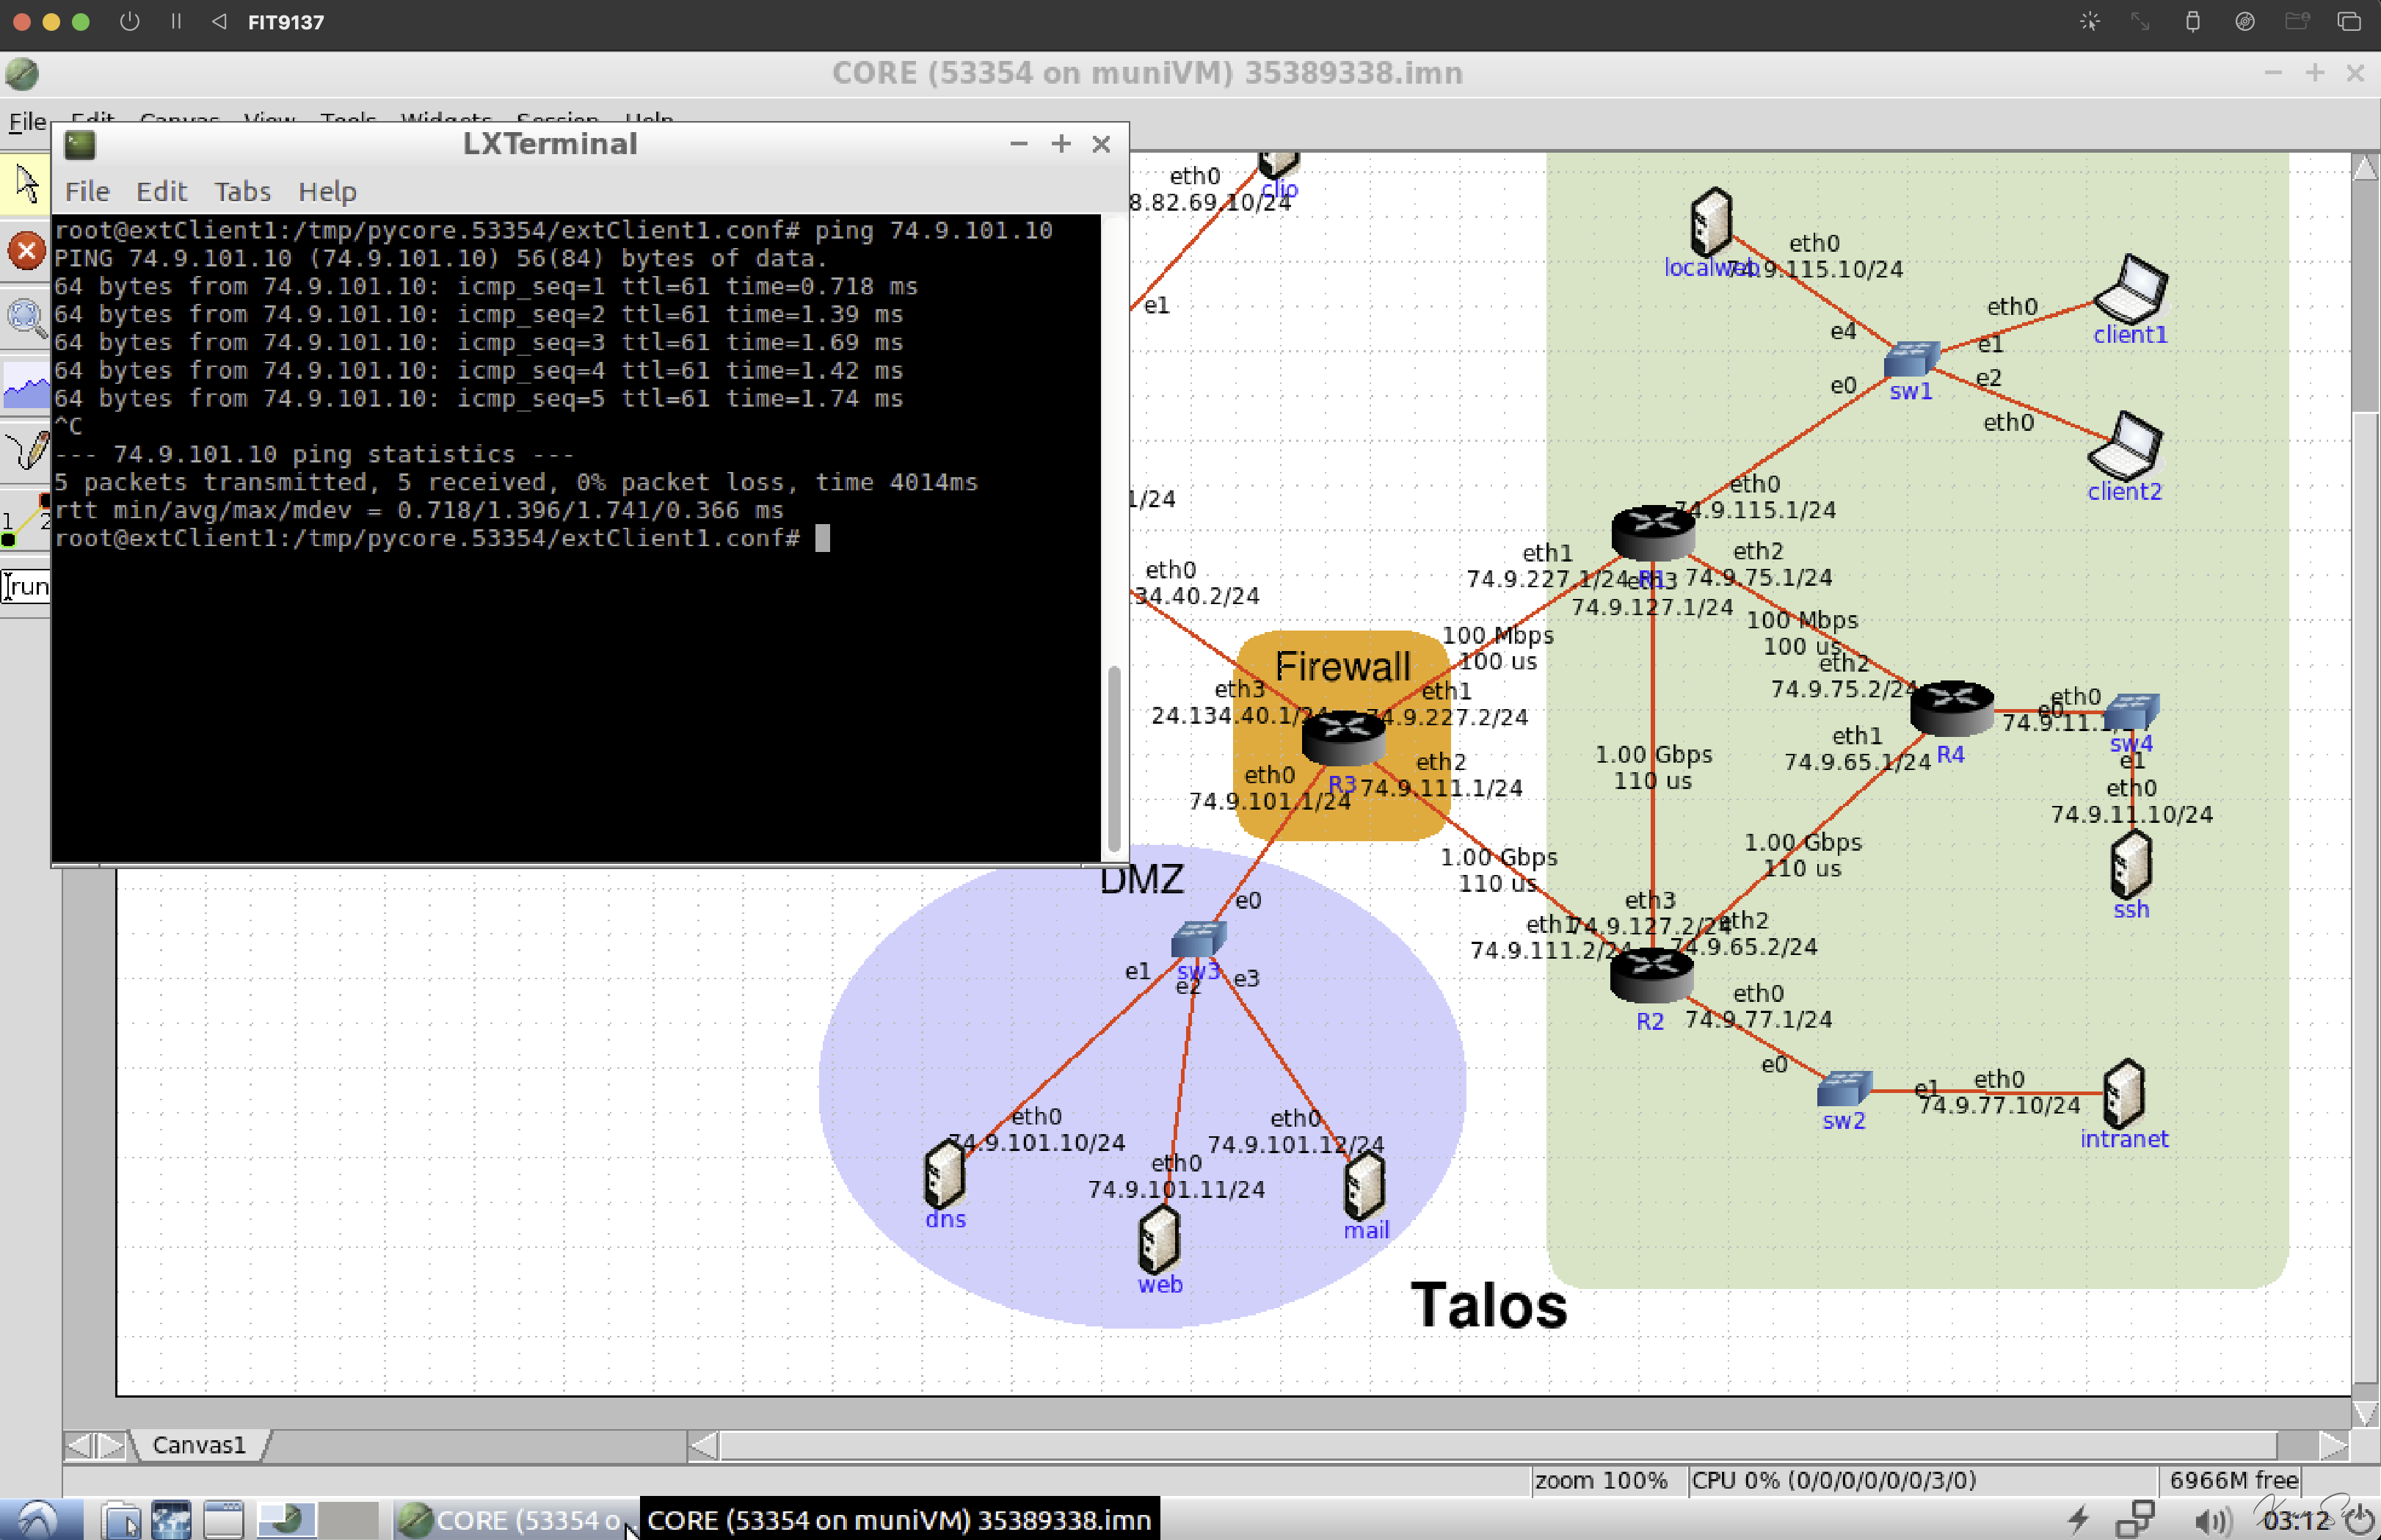 FIT9137
CORE (53354 on muniVM) 35389338.imn
File Edit Canvas View Tools Widgets Session Help
LXTerminal
File Edit Tabs Help
root@extClient1:/tmp/pycore.53354/extClient1.conf# ping 74.9.101.10
PING 74.9.101.10 (74.9.101.10) 56(84) bytes of data.
64 bytes from 74.9.101.10: icmp_seq=1 ttl=61 time=0.718 ms
64 bytes from 74.9.101.10: icmp_seq=2 ttl=61 time=1.39 ms
64 bytes from 74.9.101.10: icmp_seq=3 ttl=61 time=1.69 ms
64 bytes from 74.9.101.10: icmp_seq=4 ttl=61 time=1.42 ms
64 bytes from 74.9.101.10: icmp_seq=5 ttl=61 time=1.74 ms
^C
--- 74.9.101.10 ping statistics ---
5 packets transmitted, 5 received, 0% packet loss, time 4014ms
rtt min/avg/max/mdev = 0.718/1.396/1.741/0.366 ms
root@extClient1:/tmp/pycore.53354/extClient1.conf#
1
2
run
eth0
8.82.69.10/24
clio
e1
1/24
eth0
34.40.2/24
localweb
eth0
74.9.115.10/24
e4
eth0
client1
e1
e2
e0
sw1
eth0
client2
eth0
74.9.115.1/24
eth1
74.9.227.1/24
R1
eth3
74.9.127.1/24
eth2
74.9.75.1/24
100 Mbps
100 us
100 Mbps
100 us
eth2
74.9.75.2/24
Firewall
eth3
24.134.40.1/24
eth1
74.9.227.2/24
eth0
74.9.101.1/24
R3
eth2
74.9.111.1/24
eth0
e0
74.9.11.
sw4
e1
R4
eth1
74.9.65.1/24
eth0
74.9.11.10/24
ssh
1.00 Gbps
110 us
1.00 Gbps
110 us
1.00 Gbps
110 us
DMZ
e0
sw3
e1
e2
e3
eth3
74.9.127.2/24
eth1
74.9.111.2/24
eth2
74.9.65.2/24
R2
eth0
74.9.77.1/24
e0
sw2
e1
eth0
74.9.77.10/24
intranet
eth0
74.9.101.10/24
dns
eth0
74.9.101.11/24
web
eth0
74.9.101.12/24
mail
Talos
Canvas1
zoom 100%
CPU 0% (0/0/0/0/0/0/3/0)
6966M free
CORE (53354 o
CORE (53354 on muniVM) 35389338.imn
03:12